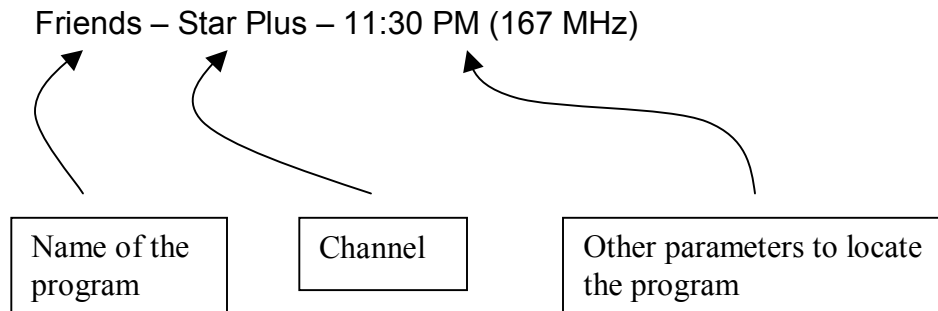 Friends – Star Plus – 11:30 PM (167 MHz)
Name of the
program
Channel
Other parameters to locate
the program